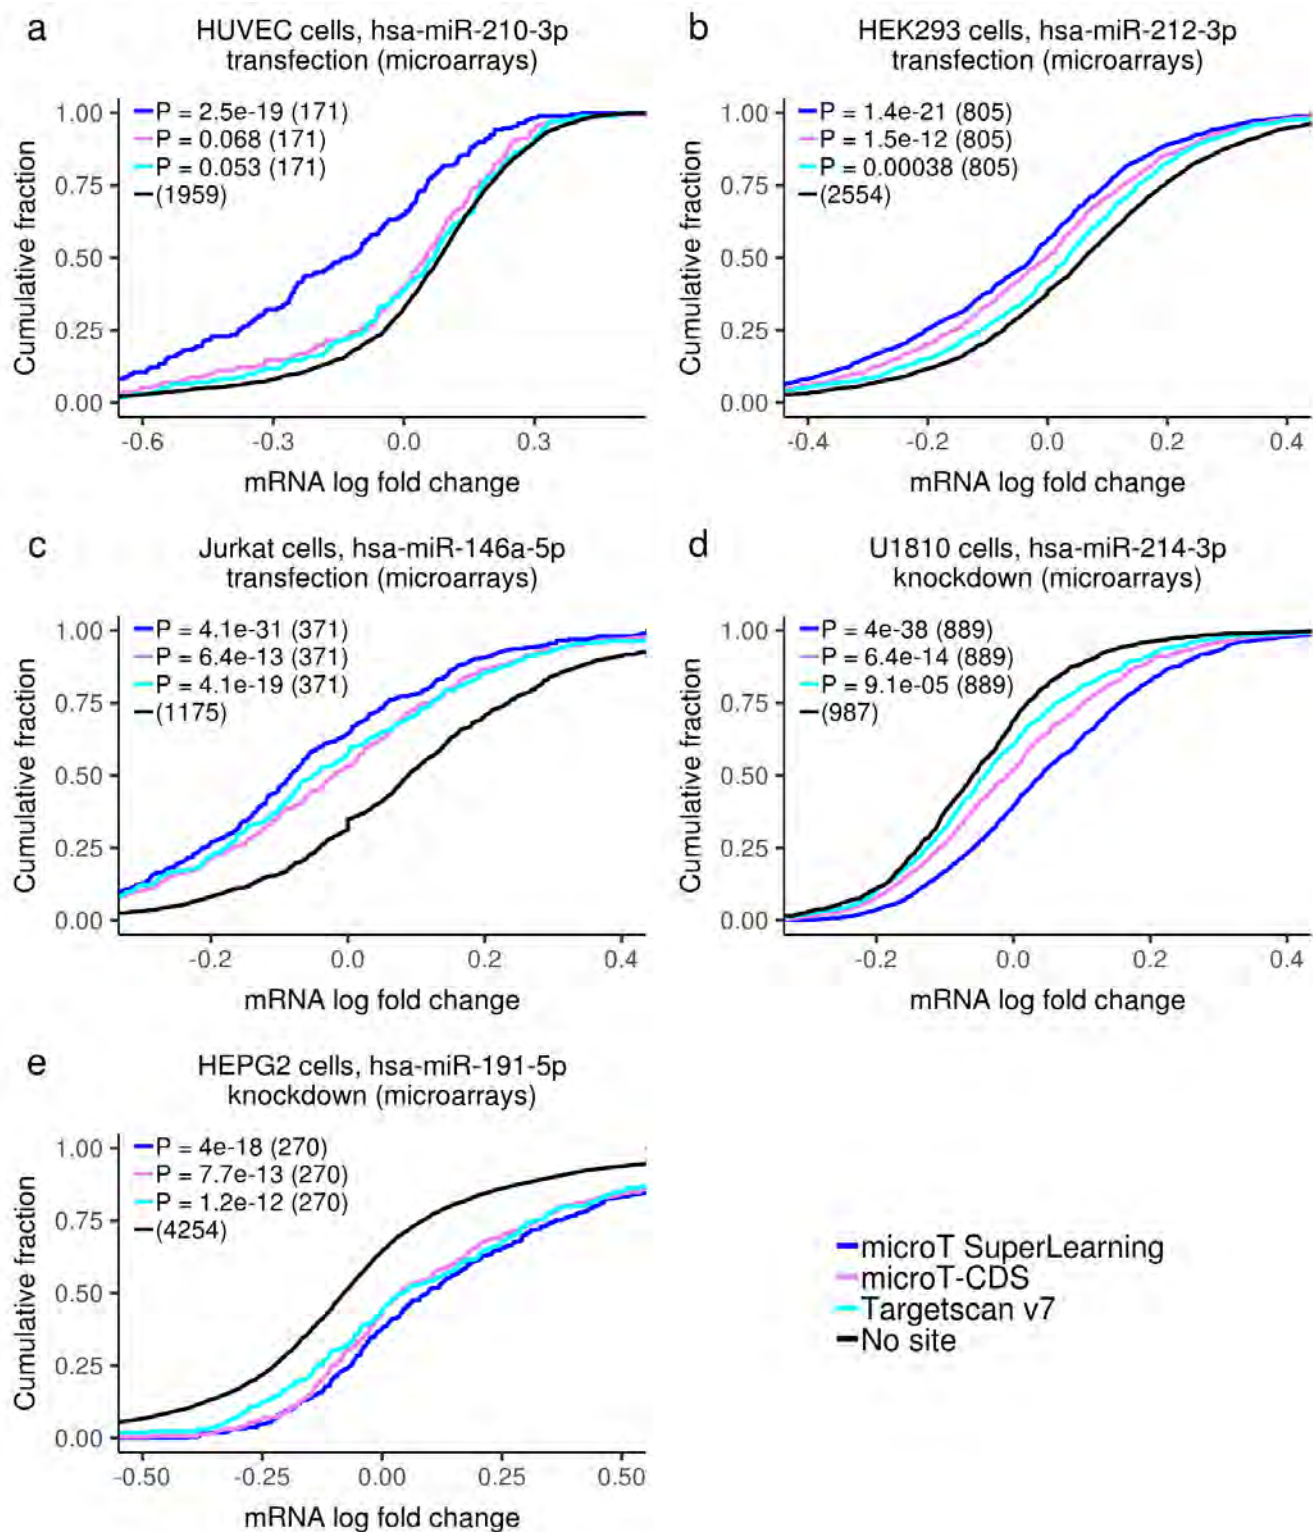 a
HUVEC cells, hsa-miR-210-3p
transfection (microarrays)
P = 2.5e-19 (171)
P = 0.068 (171)
P = 0.053 (171)
(1959)
1.00
0.75
0.50
0.25
0.00
Cumulative fraction
-0.6
-0.3
0.0
0.3
mRNA log fold change
b
HEK293 cells, hsa-miR-212-3p
transfection (microarrays)
P = 1.4e-21 (805)
P = 1.5e-12 (805)
P = 0.00038 (805)
(2554)
1.00
0.75
0.50
0.25
0.00
Cumulative fraction
-0.4
-0.2
0.0
0.2
0.4
mRNA log fold change
c
Jurkat cells, hsa-miR-146a-5p
transfection (microarrays)
P = 4.1e-31 (371)
P = 6.4e-13 (371)
P = 4.1e-19 (371)
(1175)
1.00
0.75
0.50
0.25
0.00
Cumulative fraction
-0.2
0.0
0.2
0.4
mRNA log fold change
d
U1810 cells, hsa-miR-214-3p
knockdown (microarrays)
P = 4e-38 (889)
P = 6.4e-14 (889)
P = 9.1e-05 (889)
(987)
1.00
0.75
0.50
0.25
0.00
Cumulative fraction
-0.2
0.0
0.2
0.4
mRNA log fold change
e
HEPG2 cells, hsa-miR-191-5p
knockdown (microarrays)
P = 4e-18 (270)
P = 7.7e-13 (270)
P = 1.2e-12 (270)
(4254)
1.00
0.75
0.50
0.25
0.00
Cumulative fraction
-0.50
-0.25
0.00
0.25
0.50
mRNA log fold change
microT SuperLearning
microT-CDS
Targetscan v7
No site